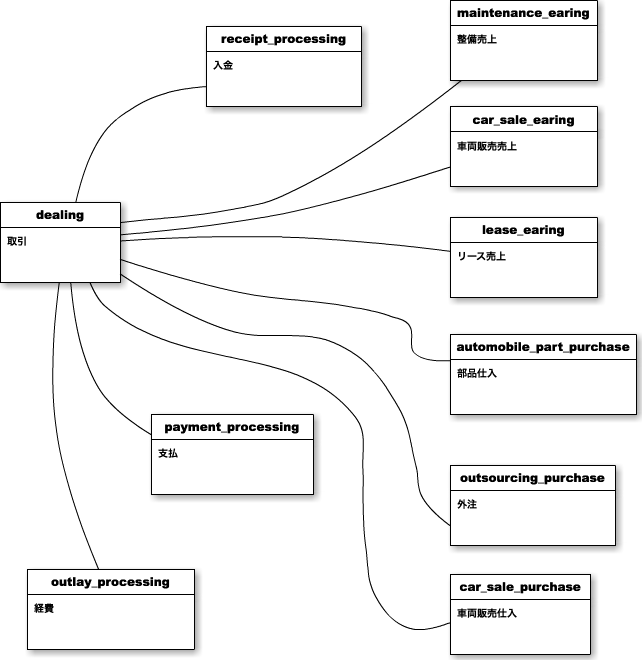 maintenance_earing
整備売上
receipt_processing
入金
car_sale_earing
車両販売売上
dealing
取引
lease_earing
リース売上
automobile_part_purchase
部品仕入
payment_processing
支払
outsourcing_purchase
外注
outlay_processing
経費
car_sale_purchase
車両販売仕入